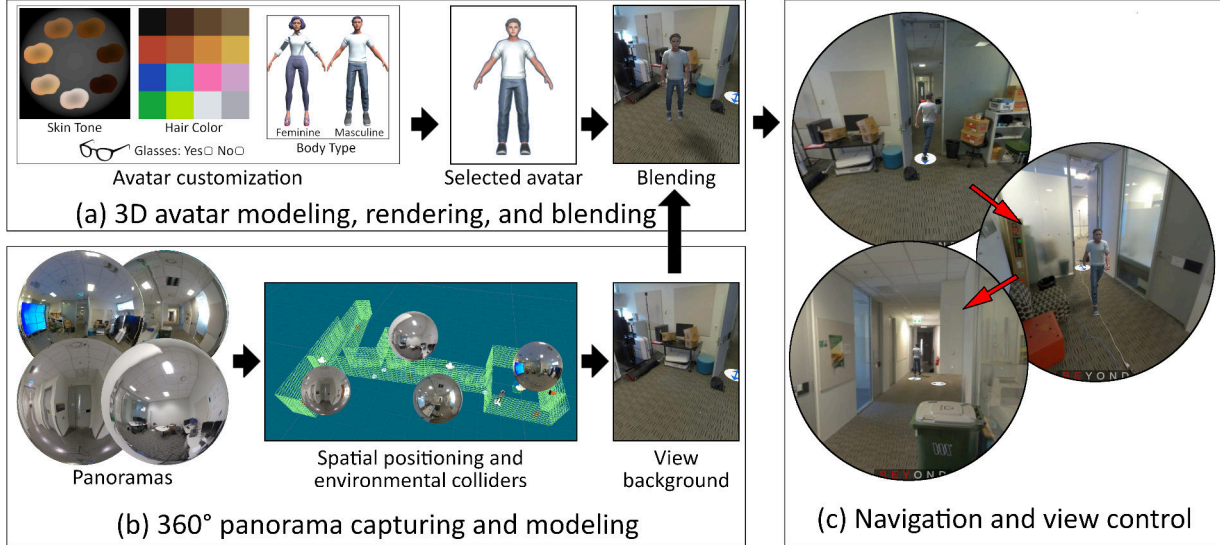 Skin Tone
Hair Color
Feminine
Masculine
Body Type
Glasses: Yes▢ No▢
Avatar customization
Selected avatar
Blending
(a) 3D avatar modeling, rendering, and blending
Panoramas
Spatial positioning and
environmental colliders
View
background
(b) 360° panorama capturing and modeling
BEYOND
BEYOND
(c) Navigation and view control